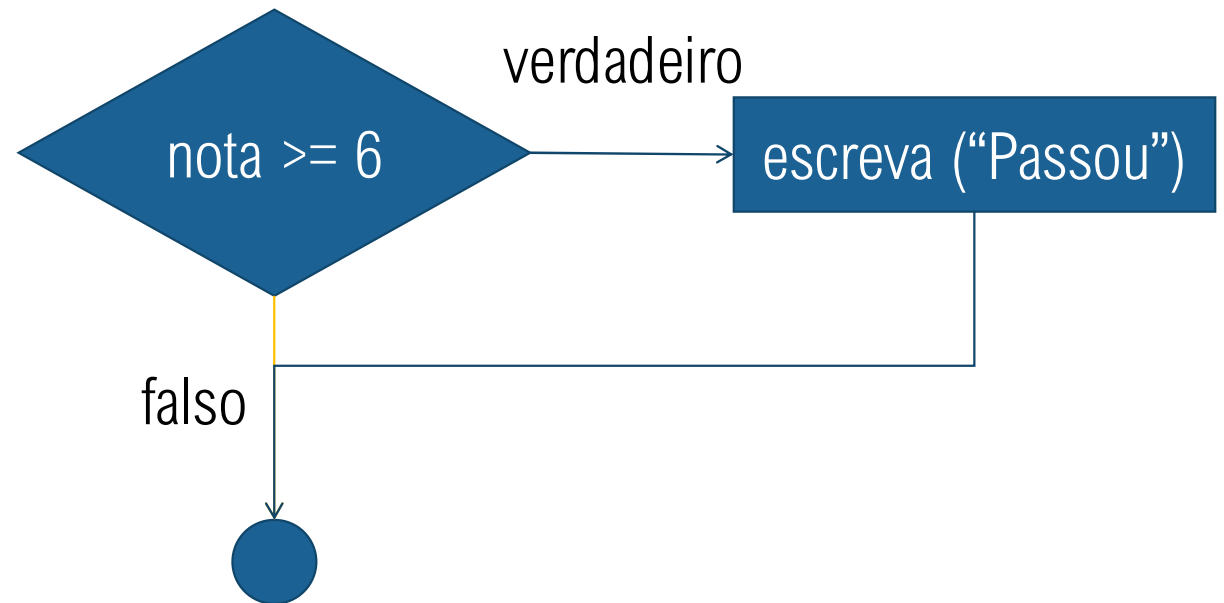 verdadeiro
nota >= 6
escreva (“Passou”)
falso